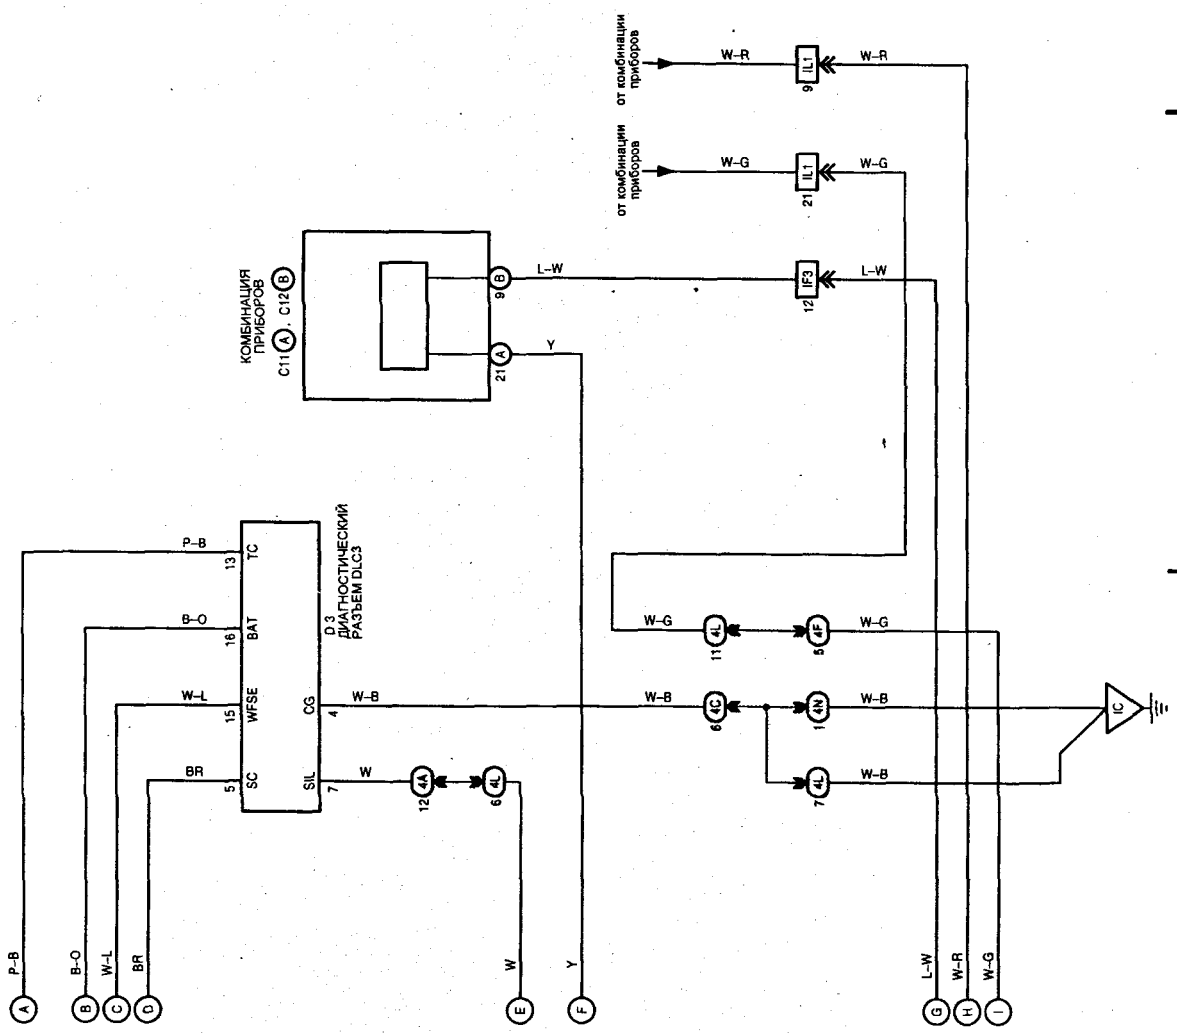 от комбинации
приборов
W–R
9
IL1
W–R
от комбинации
приборов
W–G
21
IL1
W–G
КОМБИНАЦИЯ
ПРИБОРОВ
C11 A , C12 B
9 B
L–W
12
IF3
L–W
21 A
Y
P–B
13
TC
B–O
16
BAT
W–L
15
WFSE
BR
5
SC
D 3
ДИАГНОСТИЧЕСКИЙ
РАЗЪЕМ DLC3
CG
4
W–B
SIL
7
W
12
4A
6
4L
W–G
11
4L
5
4F
W–G
W–B
6
4C
1
4N
W–B
7
4L
W–B
IC
A
P–B
B
B–O
C
W–L
D
BR
E
W
F
Y
G
L–W
H
W–R
I
W–G